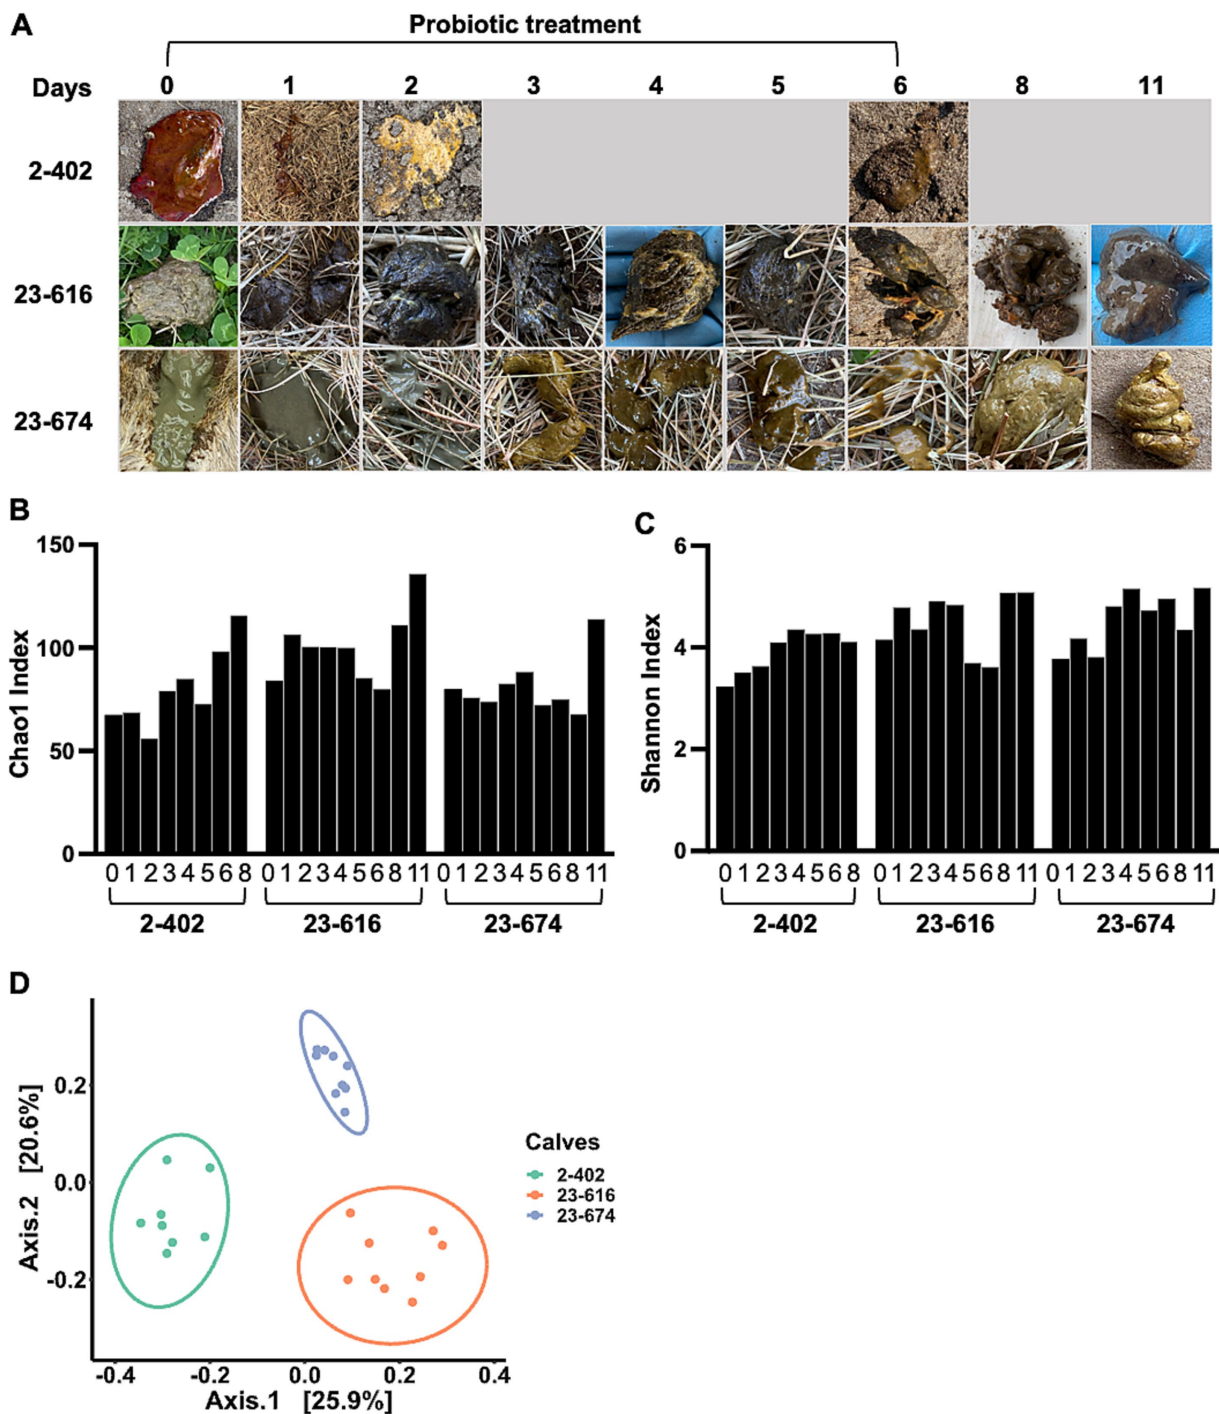 A
Probiotic treatment
Days 0 1 2 3 4 5 6 8 11
2-402
23-616
23-674
B
Chao1 Index
150
100
50
0
0 1 2 3 4 5 6 8 0 1 2 3 4 5 6 8 11 0 1 2 3 4 5 6 8 11
2-402 23-616 23-674
C
Shannon Index
6
4
2
0
0 1 2 3 4 5 6 8 0 1 2 3 4 5 6 8 11 0 1 2 3 4 5 6 8 11
2-402 23-616 23-674
D
Axis.2 [20.6%]
0.2
0.0
-0.2
-0.4 -0.2 0.0 0.2 0.4
Axis.1 [25.9%]
Calves
2-402
23-616
23-674